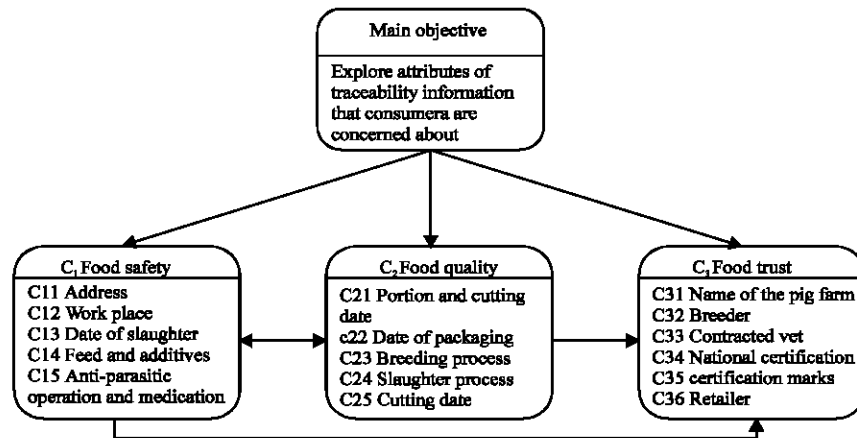 Main objective
Explore attributes of
traceability information
that consumera are
concerned about
C1 Food safety
C11 Address
C12 Work place
C13 Date of slaughter
C14 Feed and additives
C15 Anti-parasitic
operation and medication
C2 Food quality
C21 Portion and cutting
date
c22 Date of packaging
C23 Breeding process
C24 Slaughter process
C25 Cutting date
C3 Food trust
C31 Name of the pig farm
C32 Breeder
C33 Contracted vet
C34 National certification
C35 certification marks
C36 Retailer